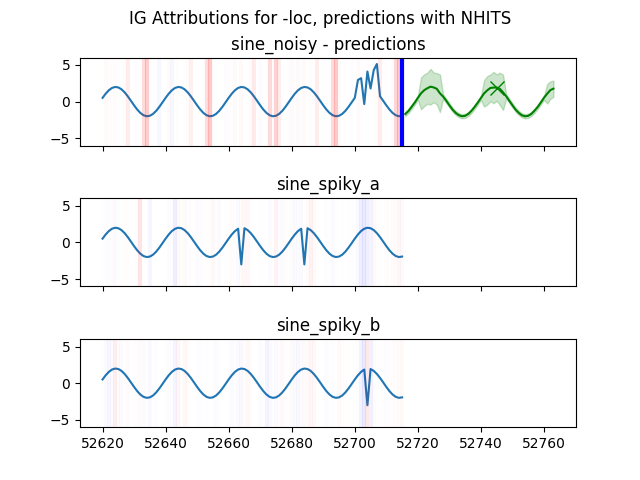 IG Attributions for -loc, predictions with NHITS
sine_noisy - predictions
5
0
−5
sine_spiky_a
5
0
−5
sine_spiky_b
5
0
−5
52620 52640 52660 52680 52700 52720 52740 52760